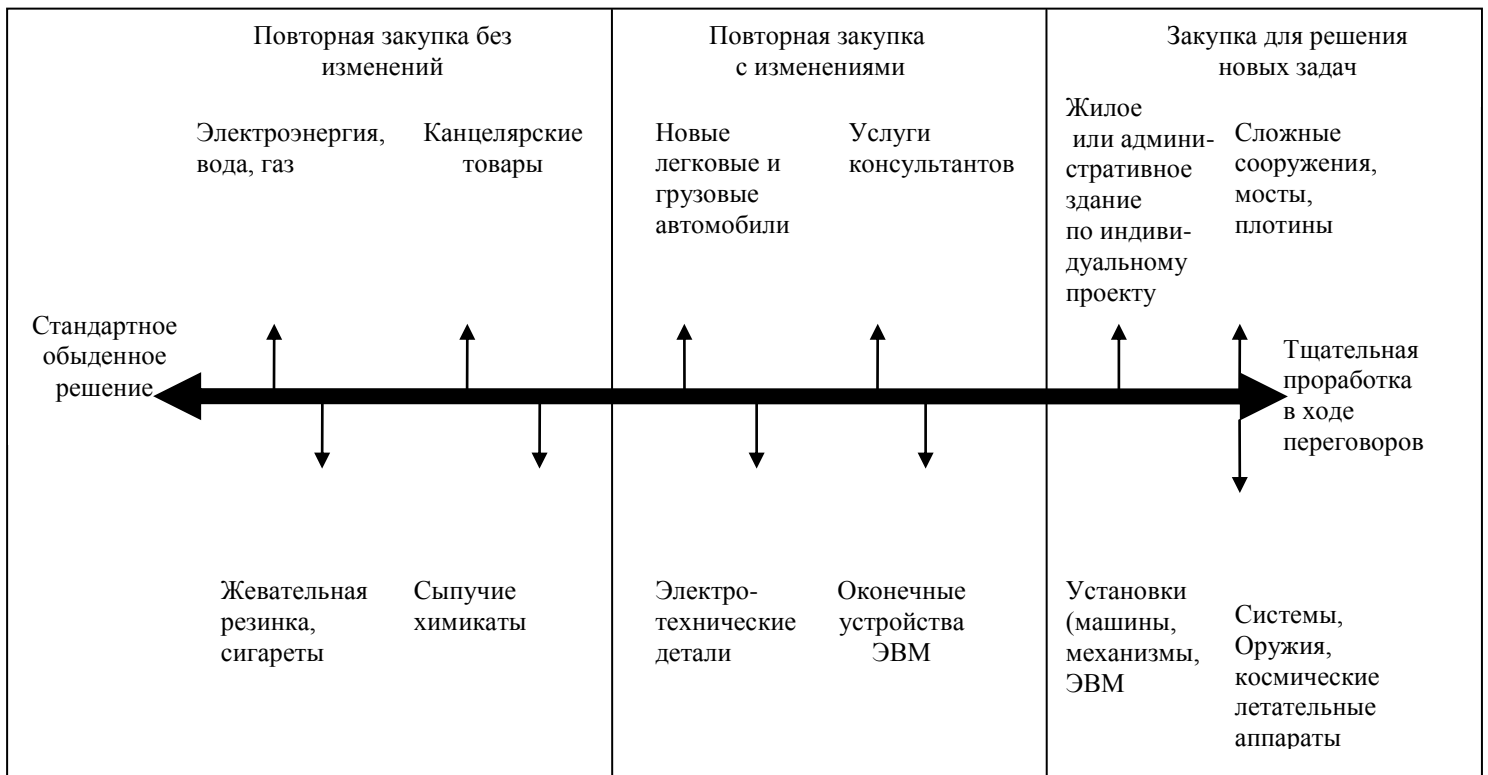 Повторная закупка без
изменений
Повторная закупка
с изменениями
Закупка для решения
новых задач
Электроэнергия,
вода, газ
Канцелярские
товары
Новые
легковые и
грузовые
автомобили
Услуги
консультантов
Жилое
или админи-
стративное
здание
по индиви-
дуальному
проекту
Сложные
сооружения,
мосты,
плотины
Стандартное
обыденное
решение
Тщательная
проработка
в ходе
переговоров
Жевательная
резинка,
сигареты
Сыпучие
химикаты
Электро-
технические
детали
Оконечные
устройства
ЭВМ
Установки
(машины,
механизмы,
ЭВМ
Системы,
Оружия,
космические
летательные
аппараты